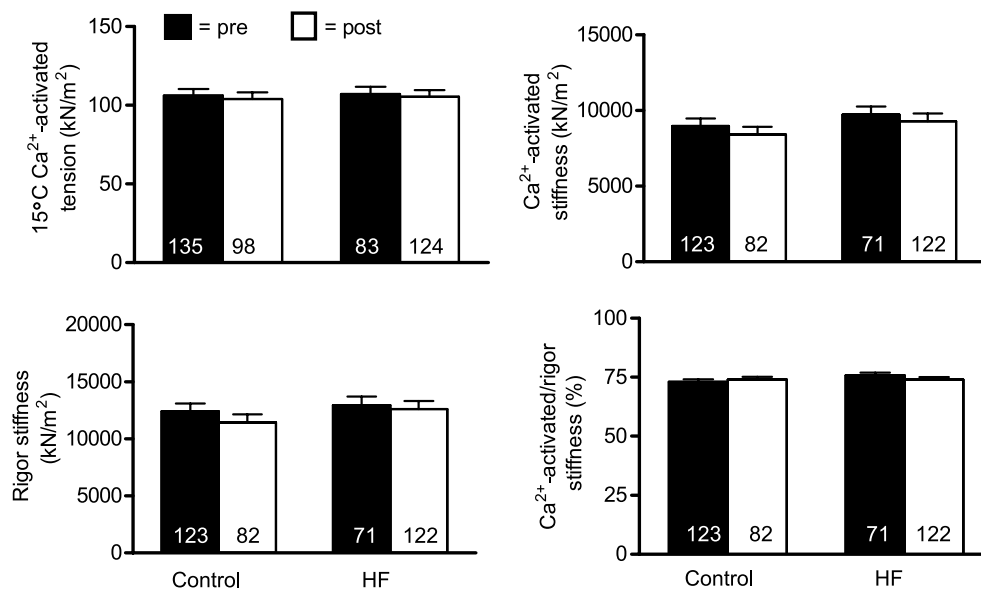 ■ = pre □ = post
15°C Ca²⁺-activated
tension (kN/m²)
150
100
50
0
135 98 83 124
Ca²⁺-activated
stiffness (kN/m²)
15000
10000
5000
0
123 82 71 122
Rigor stiffness
(kN/m²)
20000
15000
10000
5000
0
123 82 71 122
Control HF
Ca²⁺-activated/rigor
stiffness (%)
100
75
50
25
0
123 82 71 122
Control HF